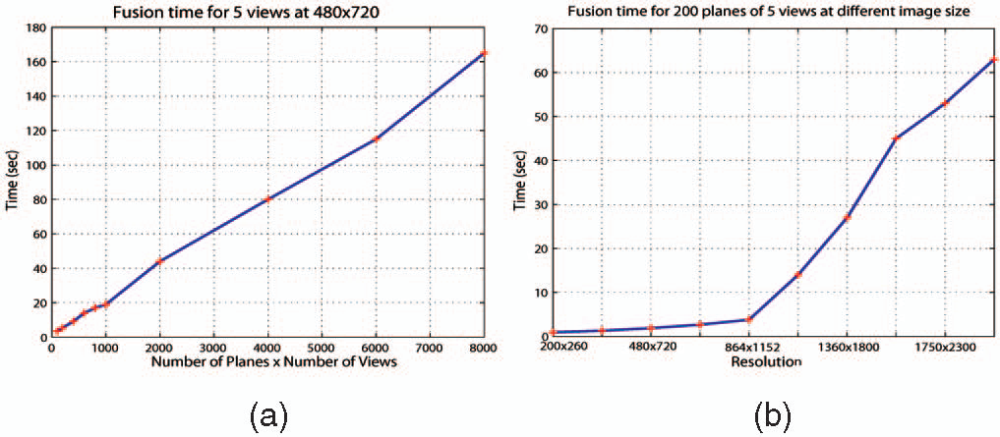 Fusion time for 5 views at 480x720
180
160
140
120
100
80
60
40
20
0
Time (sec)
0 1000 2000 3000 4000 5000 6000 7000 8000
Number of Planes x Number of Views
(a)
Fusion time for 200 planes of 5 views at different image size
70
60
50
40
30
20
10
0
Time (sec)
200x260 480x720 864x1152 1360x1800 1750x2300
Resolution
(b)